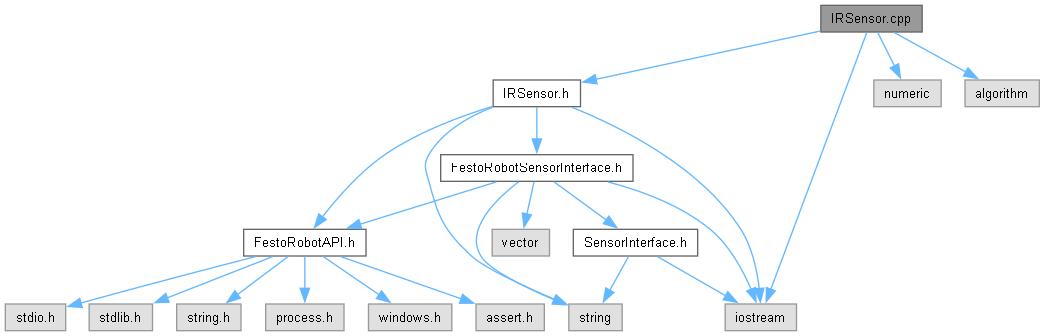 IRSensor.cpp
IRSensor.h
numeric
algorithm
FestoRobotSensorInterface.h
FestoRobotAPI.h
vector
SensorInterface.h
stdio.h
stdlib.h
string.h
process.h
windows.h
assert.h
string
iostream